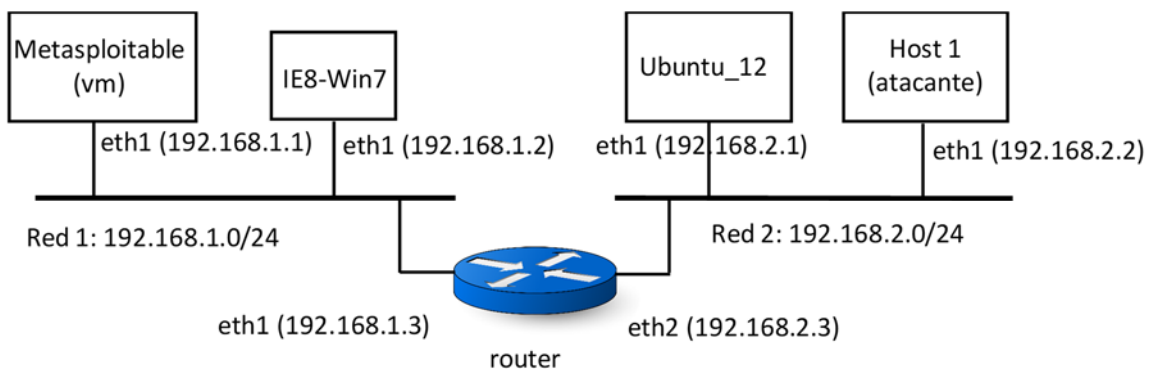 Metasploitable
(vm)
IE8-Win7
Ubuntu_12
Host 1
(atacante)
eth1 (192.168.1.1)
eth1 (192.168.1.2)
eth1 (192.168.2.1)
eth1 (192.168.2.2)
Red 1: 192.168.1.0/24
Red 2: 192.168.2.0/24
eth1 (192.168.1.3)
eth2 (192.168.2.3)
router